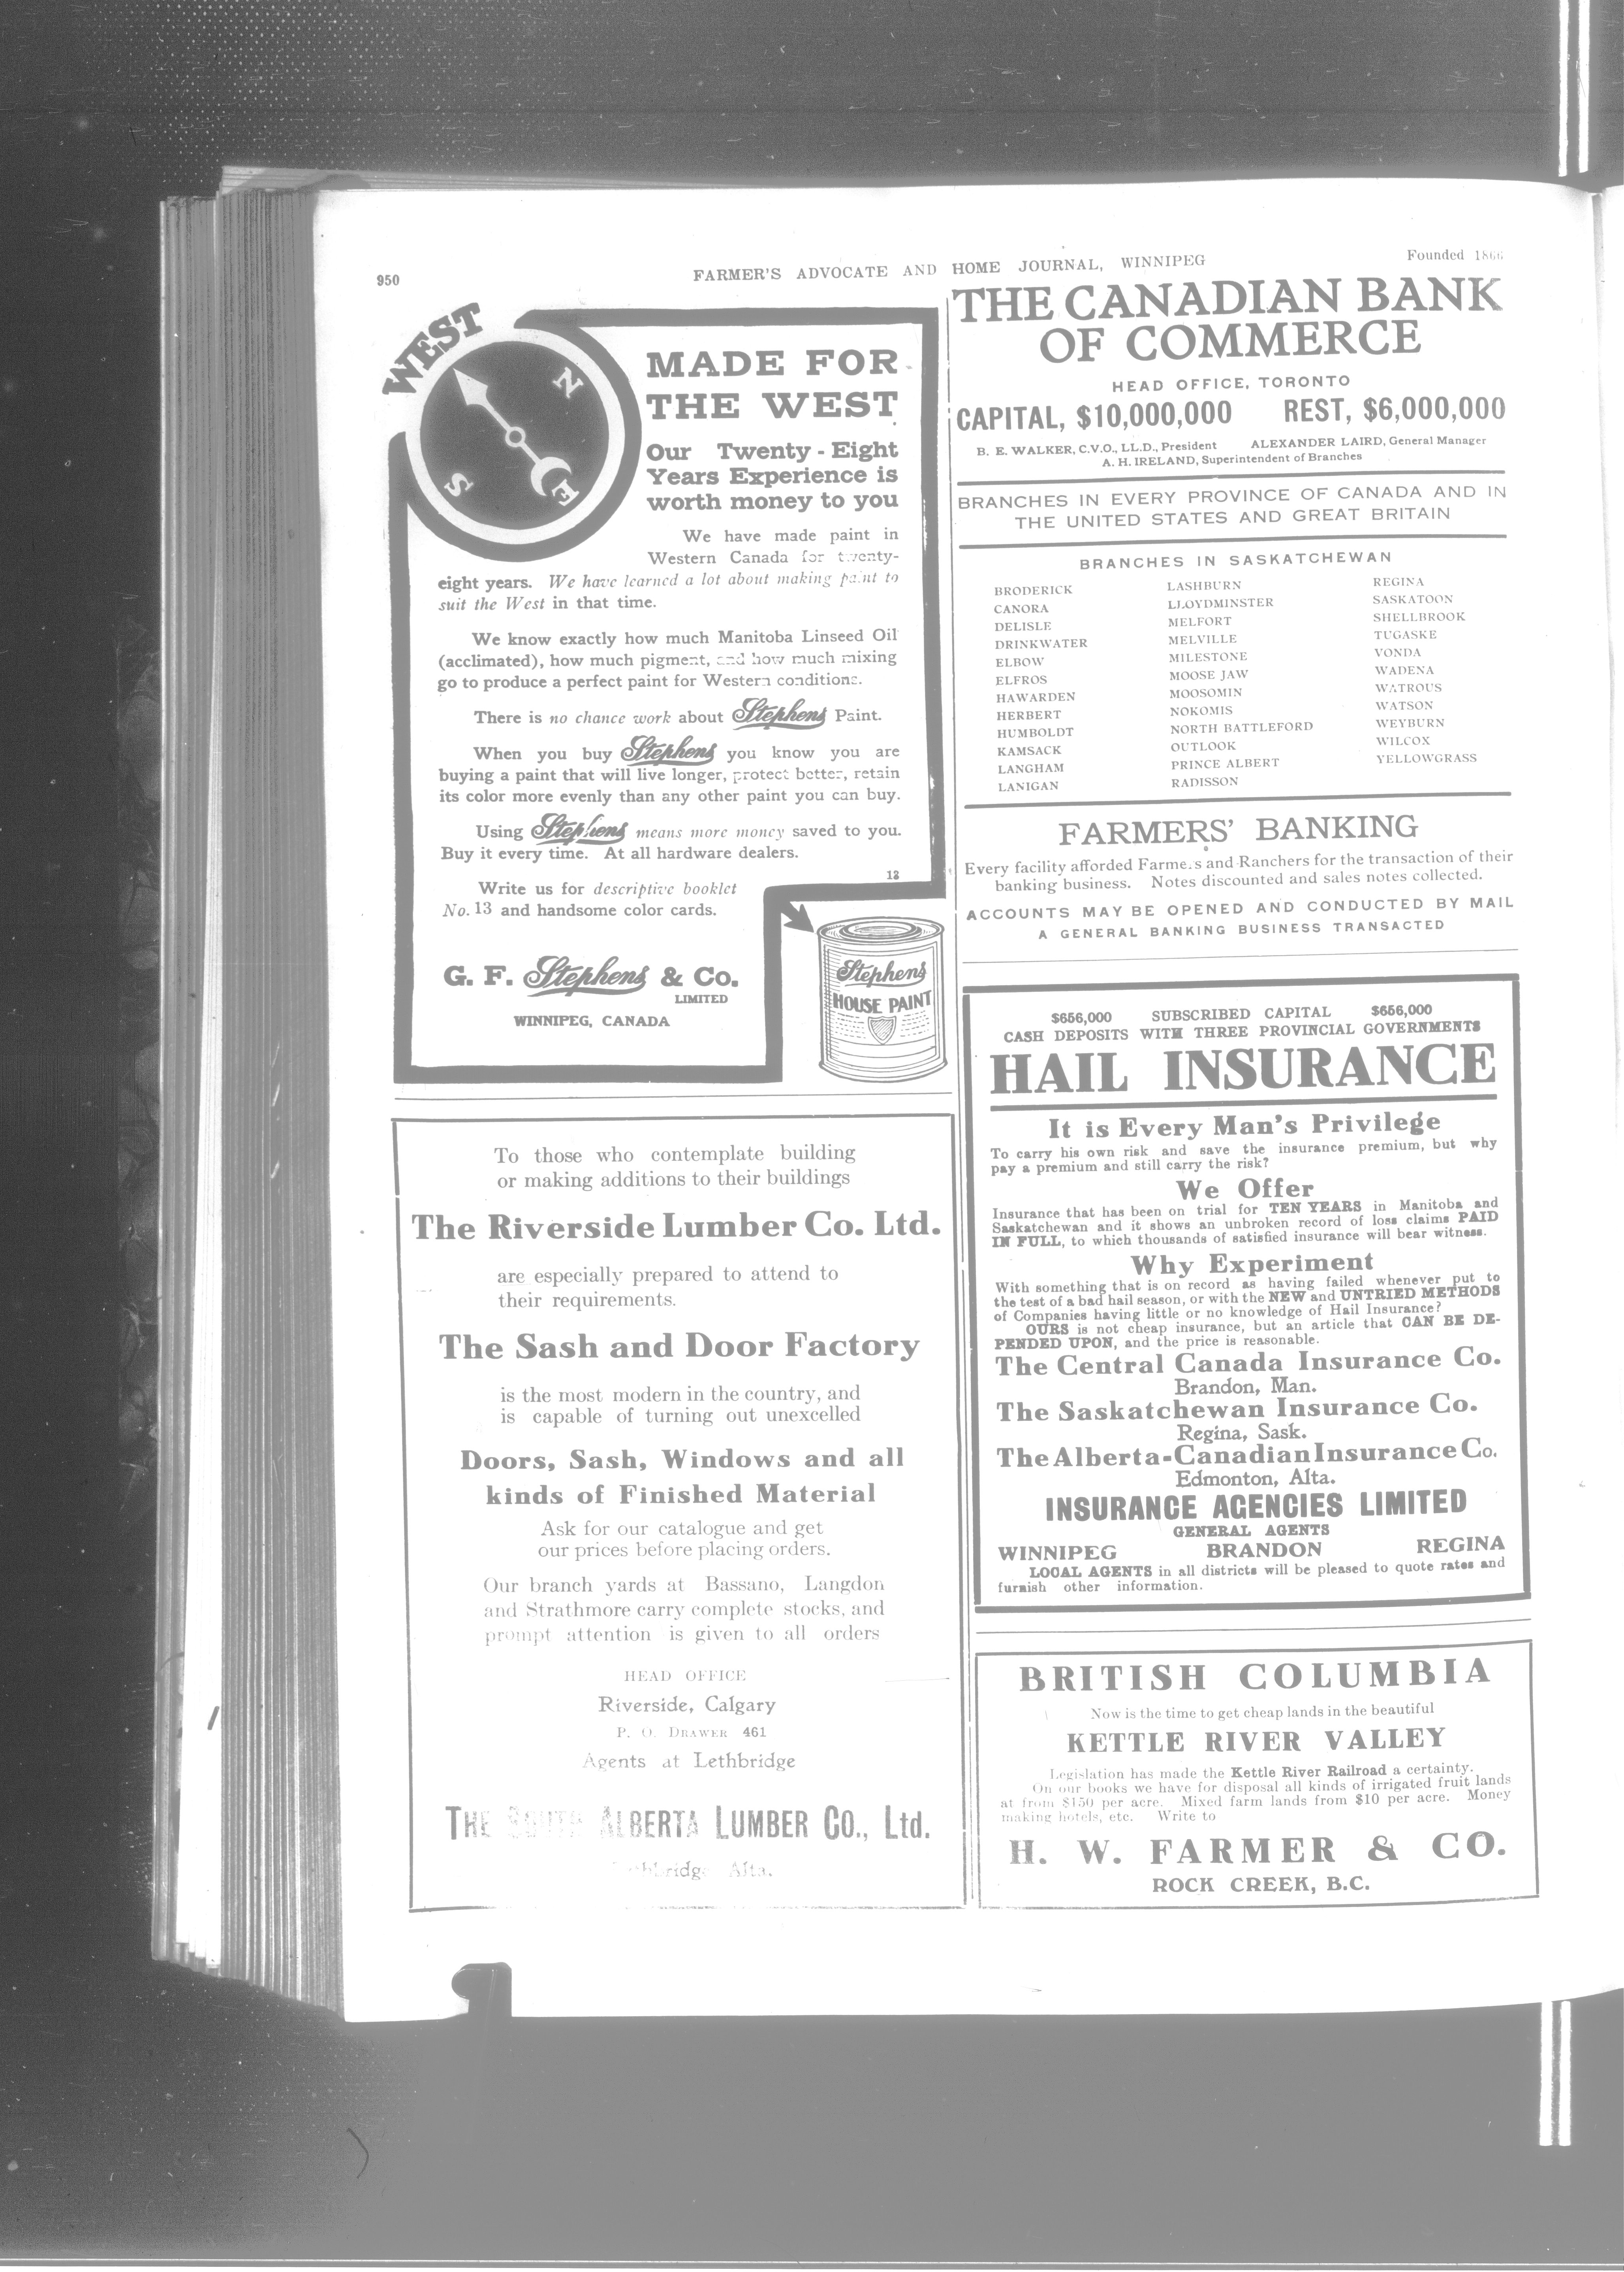 950
FARMER'S ADVOCATE AND HOME JOURNAL, WINNIPEG
Founded 1866
WEST
N
S
E
MADE FOR
THE WEST
Our Twenty-Eight
Years Experience is
worth money to you
We have made paint in
Western Canada for twenty-
eight years. We have learned a lot about making paint to
suit the West in that time.
We know exactly how much Manitoba Linseed Oil
(acclimated), how much pigment, and how much mixing
go to produce a perfect paint for Western conditions.
There is no chance work about Stephens Paint.
When you buy Stephens you know you are
buying a paint that will live longer, protect better, retain
its color more evenly than any other paint you can buy.
Using Stephens means more money saved to you.
Buy it every time. At all hardware dealers.
13
Write us for descriptive booklet
No. 13 and handsome color cards.
G. F. Stephens & Co.
LIMITED
WINNIPEG, CANADA
Stephens
HOUSE PAINT
To those who contemplate building
or making additions to their buildings
The Riverside Lumber Co. Ltd.
are especially prepared to attend to
their requirements.
The Sash and Door Factory
is the most modern in the country, and
is capable of turning out unexcelled
Doors, Sash, Windows and all
kinds of Finished Material
Ask for our catalogue and get
our prices before placing orders.
Our branch yards at Bassano, Langdon
and Strathmore carry complete stocks, and
prompt attention is given to all orders
HEAD OFFICE
Riverside, Calgary
P. O. DRAWER 461
Agents at Lethbridge
THE SOUTH ALBERTA LUMBER CO., Ltd.
Lethbridge Alta.
THE CANADIAN BANK
OF COMMERCE
HEAD OFFICE, TORONTO
CAPITAL, $10,000,000 REST, $6,000,000
B. E. WALKER, C.V.O., LL.D., President ALEXANDER LAIRD, General Manager
A. H. IRELAND, Superintendent of Branches
BRANCHES IN EVERY PROVINCE OF CANADA AND IN
THE UNITED STATES AND GREAT BRITAIN
BRANCHES IN SASKATCHEWAN
BRODERICK
CANORA
DELISLE
DRINKWATER
ELBOW
ELFROS
HAWARDEN
HERBERT
HUMBOLDT
KAMSACK
LANGHAM
LANIGAN
LASHBURN
LLOYDMINSTER
MELFORT
MELVILLE
MILESTONE
MOOSE JAW
MOOSOMIN
NOKOMIS
NORTH BATTLEFORD
OUTLOOK
PRINCE ALBERT
RADISSON
REGINA
SASKATOON
SHELLBROOK
TUGASKE
VONDA
WADENA
WATROUS
WATSON
WEYBURN
WILCOX
YELLOWGRASS
FARMERS' BANKING
Every facility afforded Farmers and Ranchers for the transaction of their
banking business. Notes discounted and sales notes collected.
ACCOUNTS MAY BE OPENED AND CONDUCTED BY MAIL
A GENERAL BANKING BUSINESS TRANSACTED
$656,000 SUBSCRIBED CAPITAL $656,000
CASH DEPOSITS WITH THREE PROVINCIAL GOVERNMENTS
HAIL INSURANCE
It is Every Man's Privilege
To carry his own risk and save the insurance premium, but why
pay a premium and still carry the risk?
We Offer
Insurance that has been on trial for TEN YEARS in Manitoba and
Saskatchewan and it shows an unbroken record of loss claims PAID
IN FULL, to which thousands of satisfied insurance will bear witness.
Why Experiment
With something that is on record as having failed whenever put to
the test of a bad hail season, or with the NEW and UNTRIED METHODS
of Companies having little or no knowledge of Hail Insurance?
OURS is not cheap insurance, but an article that CAN BE DE-
PENDED UPON, and the price is reasonable.
The Central Canada Insurance Co.
Brandon, Man.
The Saskatchewan Insurance Co.
Regina, Sask.
The Alberta-Canadian Insurance Co.
Edmonton, Alta.
INSURANCE AGENCIES LIMITED
GENERAL AGENTS
WINNIPEG BRANDON REGINA
LOCAL AGENTS in all districts will be pleased to quote rates and
furnish other information.
BRITISH COLUMBIA
Now is the time to get cheap lands in the beautiful
KETTLE RIVER VALLEY
Legislation has made the Kettle River Railroad a certainty.
On our books we have for disposal all kinds of irrigated fruit lands
at from $150 per acre. Mixed farm lands from $10 per acre. Money
making hotels, etc. Write to
H. W. FARMER & CO.
ROCK CREEK, B.C.